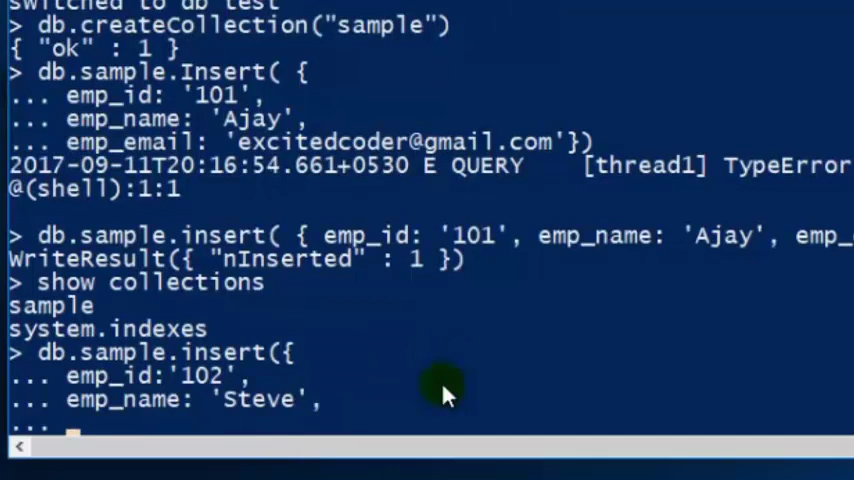 switched to db test
> db.createCollection("sample")
{ "ok" : 1 }
> db.sample.Insert( {
... emp_id: '101',
... emp_name: 'Ajay',
... emp_email: 'excitedcoder@gmail.com'})
2017-09-11T20:16:54.661+0530 E QUERY    [thread1] TypeError
@(shell):1:1
> db.sample.insert( { emp_id: '101', emp_name: 'Ajay', emp_
WriteResult({ "nInserted" : 1 })
> show collections
sample
system.indexes
> db.sample.insert({
... emp_id:'102',
... emp_name: 'Steve',
...